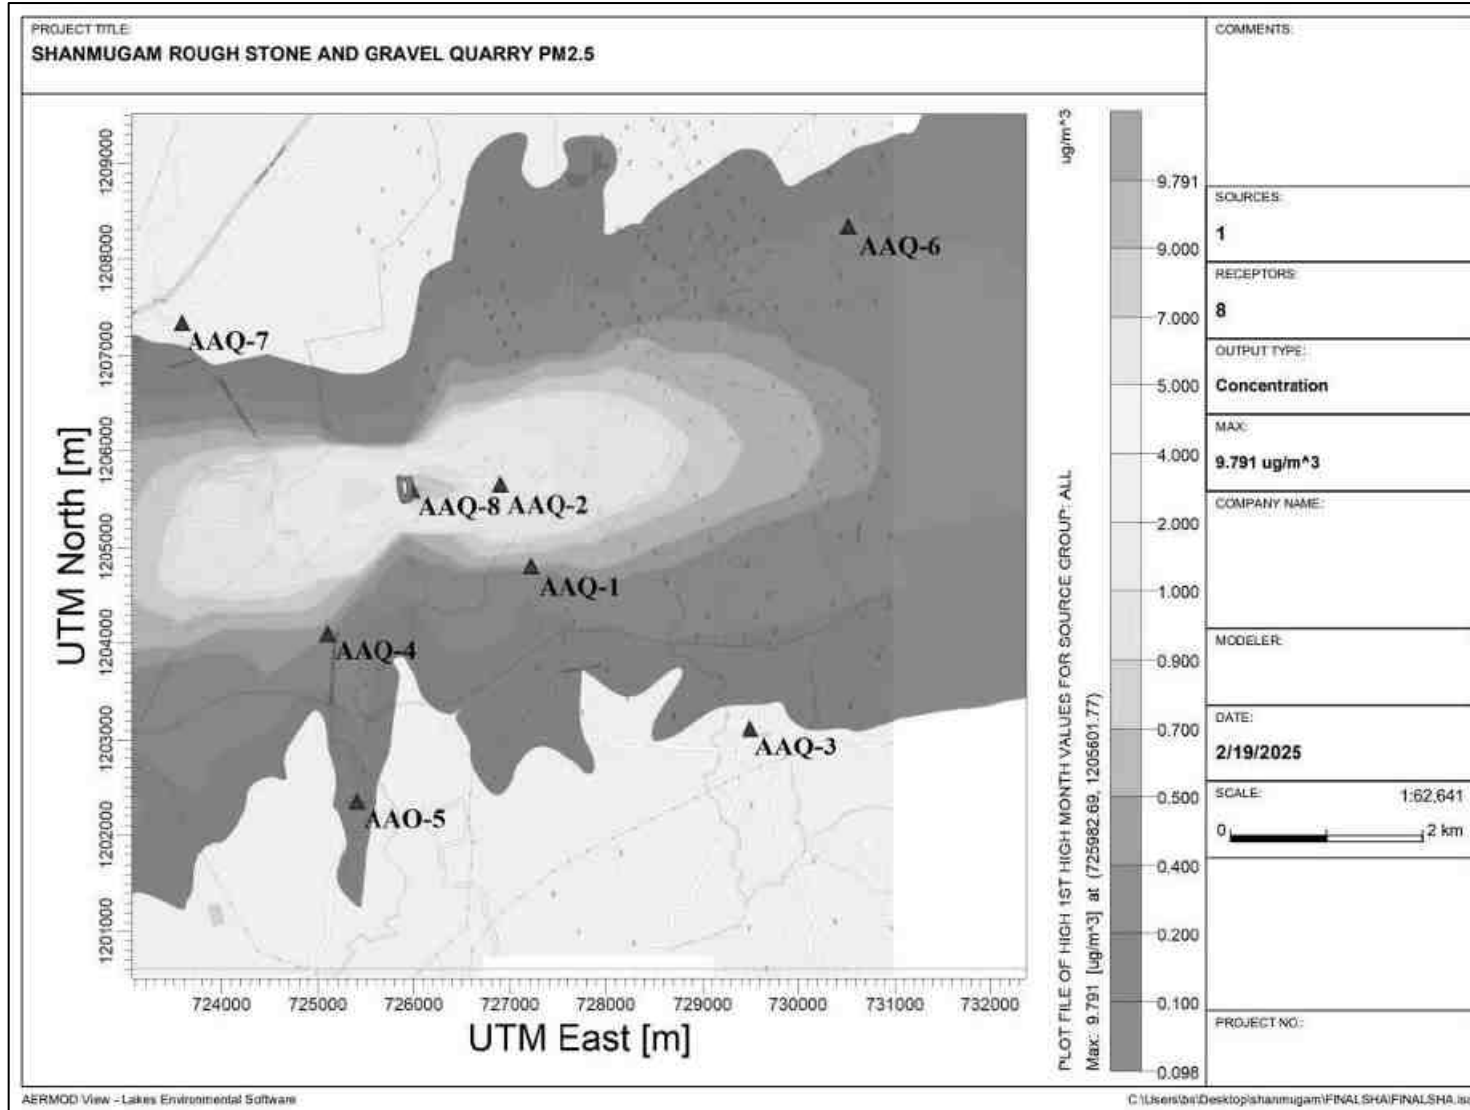 PROJECT TITLE:
SHANMUGAM ROUGH STONE AND GRAVEL QUARRY PM2.5
COMMENTS:
SOURCES:
1
RECEPTORS:
8
OUTPUT TYPE:
Concentration
MAX:
9.791 ug/m^3
COMPANY NAME:
MODELER:
DATE:
2/19/2025
SCALE:
1:62,641
0
2 km
PROJECT NO.:
UTM North [m]
1209000
1208000
1207000
1206000
1205000
1204000
1203000
1202000
1201000
AAQ-6
AAQ-7
AAQ-8
AAQ-2
AAQ-1
AAQ-4
AAQ-3
AAO-5
724000
725000
726000
727000
728000
729000
730000
731000
732000
UTM East [m]
PLOT FILE OF HIGH 1ST HIGH MONTH VALUES FOR SOURCE GROUP: ALL
Max: 9.791 [ug/m^3] at (725982.69, 1205601.77)
ug/m^3
9.791
9.000
7.000
5.000
4.000
2.000
1.000
0.900
0.700
0.500
0.400
0.200
0.100
0.098
AERMOD View - Lakes Environmental Software
C:\Users\bs\Desktop\shanmugam\FINALSHA\FINALSHA.isc